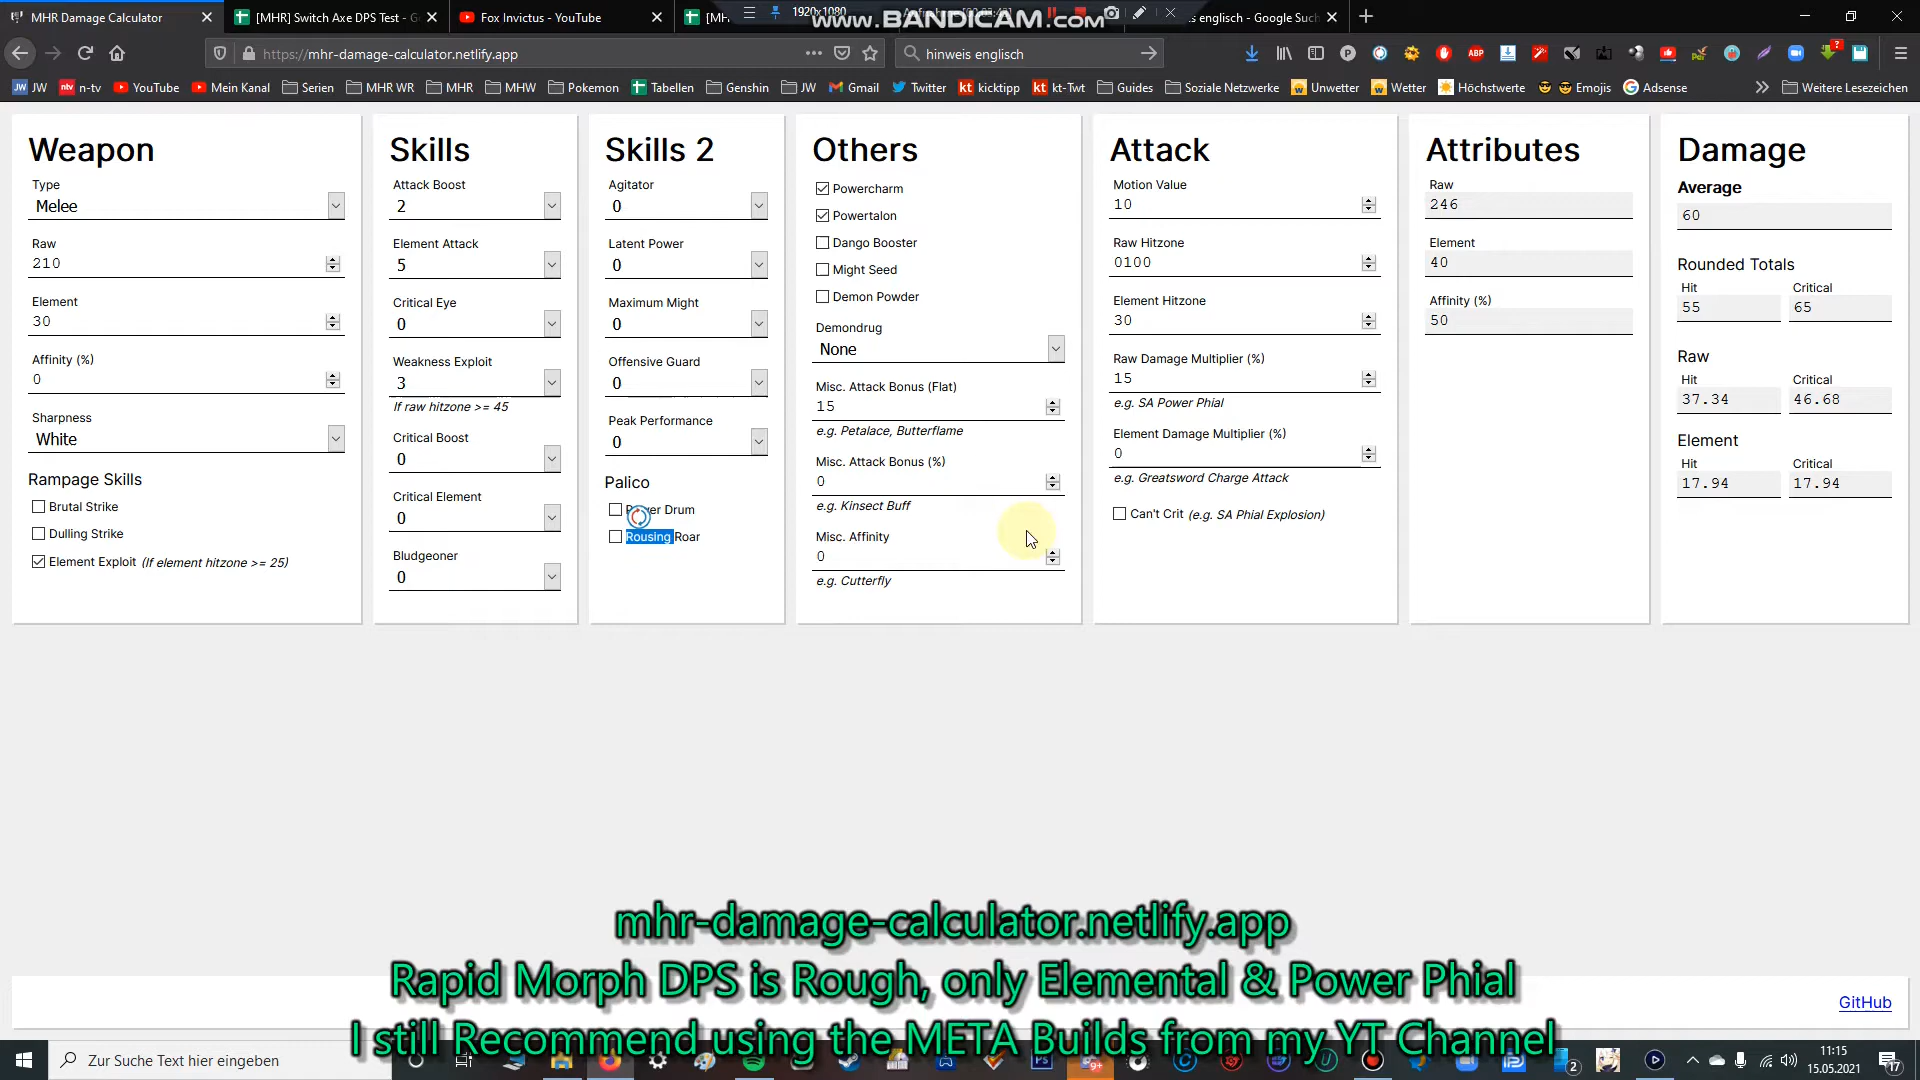 MHR Damage Calculator
[MHR] Switch Axe DPS Test - G
Fox Invictus - YouTube
[MH
1920x1080
www.BANDICAM.com
s englisch - Google Such
https://mhr-damage-calculator.netlify.app
hinweis englisch
JW
n-tv
YouTube
Mein Kanal
Serien
MHR WR
MHR
MHW
Pokemon
Tabellen
Genshin
JW
Gmail
Twitter
kicktipp
kt-Twt
Guides
Soziale Netzwerke
Unwetter
Wetter
Höchstwerte
Emojis
Adsense
Weitere Lesezeichen
Weapon
Type
Melee
Raw
210
Element
30
Affinity (%)
0
Sharpness
White
Rampage Skills
Brutal Strike
Dulling Strike
Element Exploit (If element hitzone >= 25)
Skills
Attack Boost
2
Element Attack
5
Critical Eye
0
Weakness Exploit
3
If raw hitzone >= 45
Critical Boost
0
Critical Element
0
Bludgeoner
0
Skills 2
Agitator
0
Latent Power
0
Maximum Might
0
Offensive Guard
0
Peak Performance
0
Palico
Power Drum
Rousing Roar
Others
Powercharm
Powertalon
Dango Booster
Might Seed
Demon Powder
Demondrug
None
Misc. Attack Bonus (Flat)
15
e.g. Petalace, Butterflame
Misc. Attack Bonus (%)
0
e.g. Kinsect Buff
Misc. Affinity
0
e.g. Cutterfly
Attack
Motion Value
10
Raw Hitzone
0100
Element Hitzone
30
Raw Damage Multiplier (%)
15
e.g. SA Power Phial
Element Damage Multiplier (%)
0
e.g. Greatsword Charge Attack
Can't Crit (e.g. SA Phial Explosion)
Attributes
Raw
246
Element
40
Affinity (%)
50
Damage
Average
60
Rounded Totals
Hit Critical
55 65
Raw
Hit Critical
37.34 46.68
Element
Hit Critical
17.94 17.94
mhr-damage-calculator.netlify.app
Rapid Morph DPS is Rough, only Elemental & Power Phial
GitHub
I still Recommend using the META Builds from my YT Channel
Zur Suche Text hier eingeben
11:15
15.05.2021